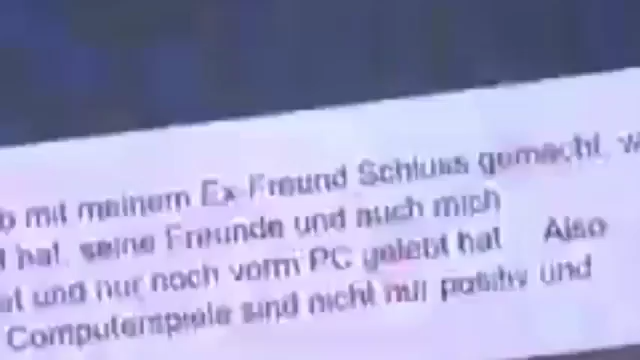 mit meinem Ex-Freund Schluss gemacht, w
hat, seine Freunde und auch mich
und nur noch vorm PC gelebt hat Also
Computerspiele sind nicht nur positiv und